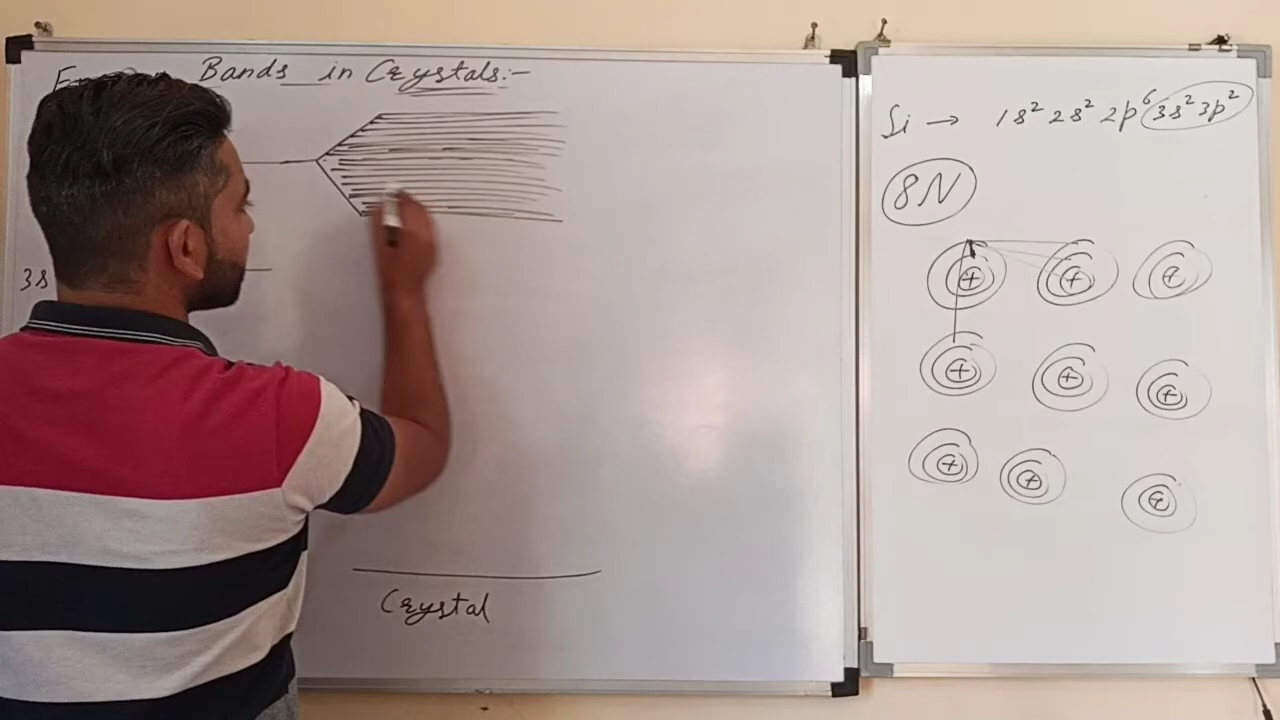 Bands in Crystals:-
3s
Crystal
Si → 1s² 2s² 2p⁶ 3s² 3p²
8N
+ + +
+ + +
+ + +